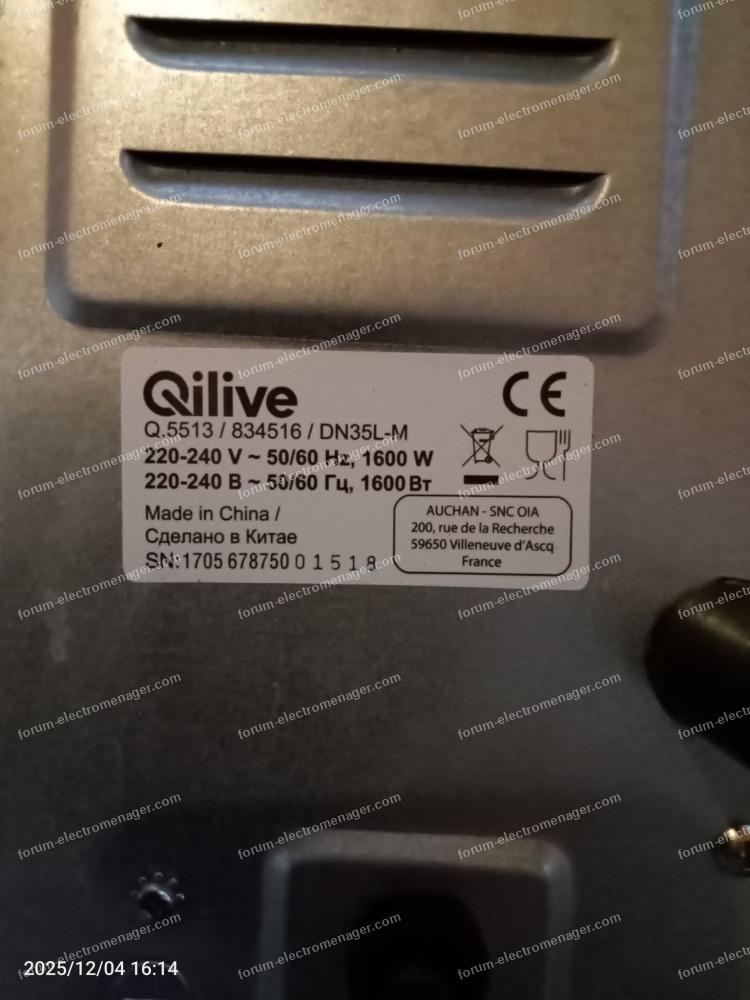 Qilive
CE
Q.5513 / 834516 / DN35L-M
220-240 V ~ 50/60 Hz, 1600 W
220-240 В ~ 50/60 Гц, 1600 Вт
Made in China /
Сделано в Китае
SN:1705 678750 0 1 5 1 8
AUCHAN - SNC OIA
200, rue de la Recherche
59650 Villeneuve d'Ascq
France
forum-electromenager.com
2025/12/04 16:14